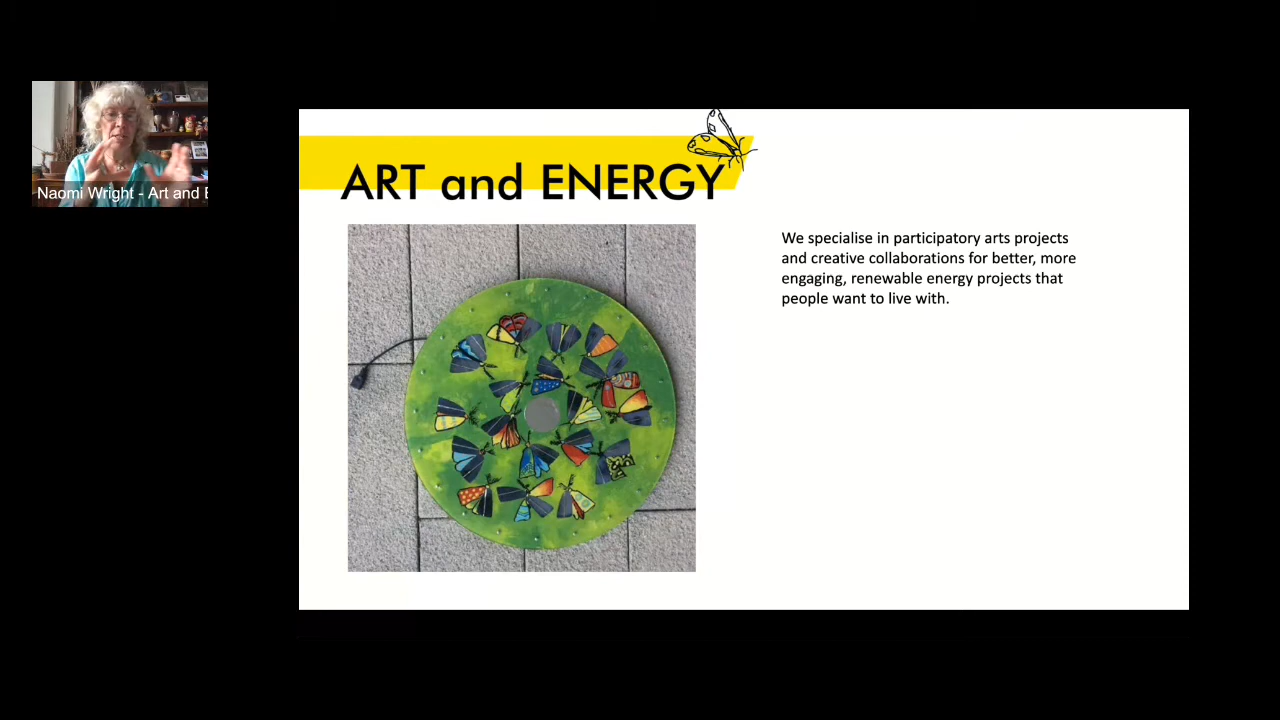 Naomi Wright - Art and E
ART and ENERGY
We specialise in participatory arts projects
and creative collaborations for better, more
engaging, renewable energy projects that
people want to live with.